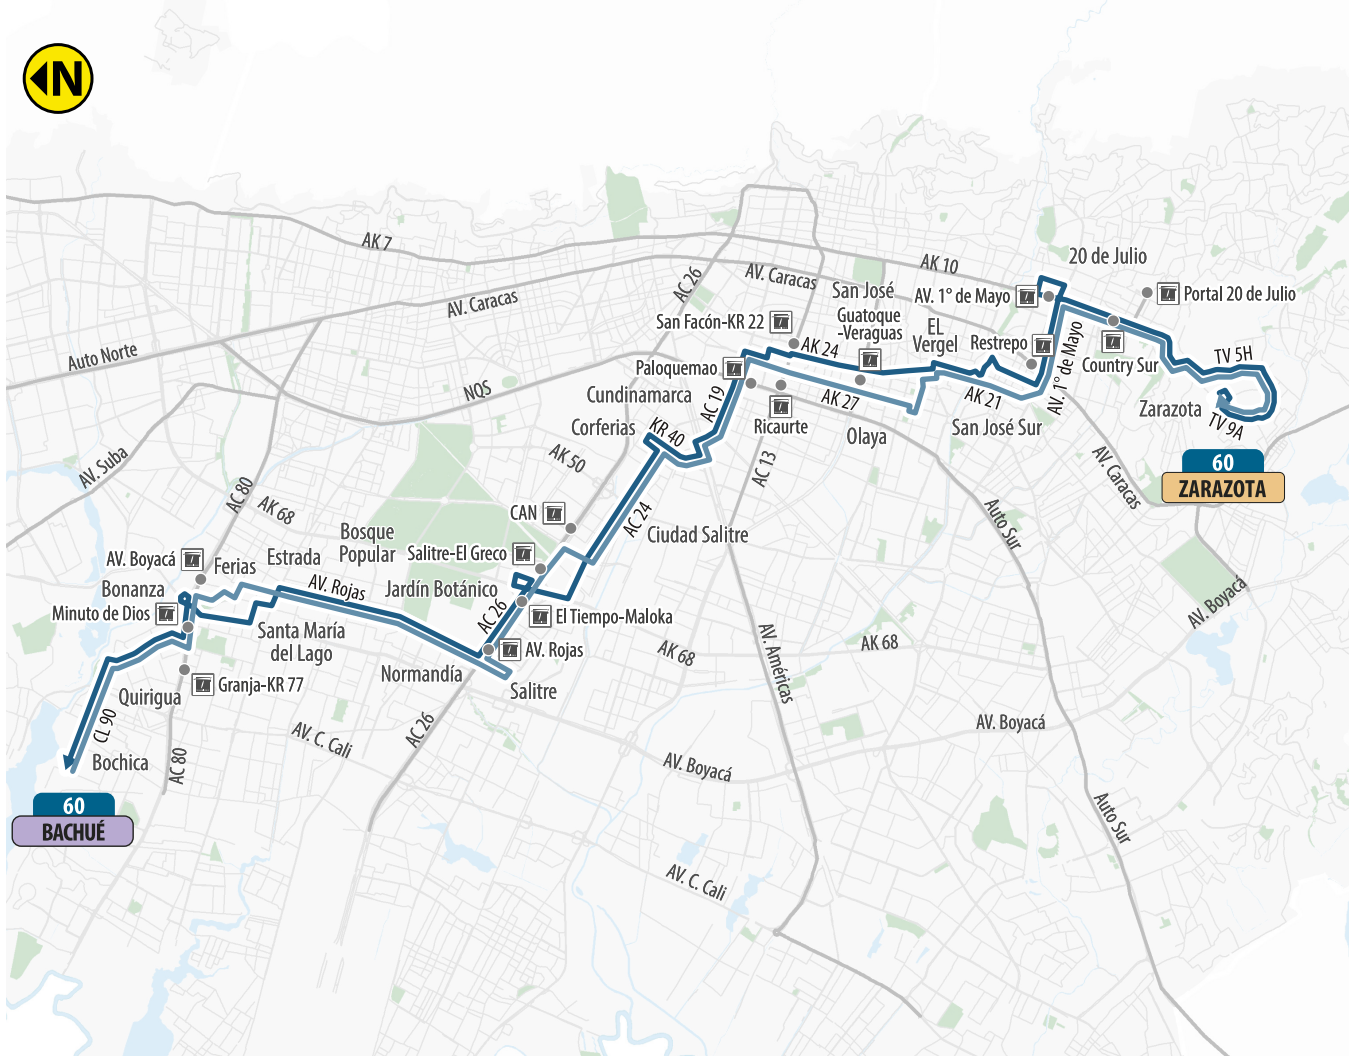 N
AK 7
AC 26
AV. Caracas
AK 10
20 de Julio
AV. Caracas
San José
AV. 1° de Mayo
Portal 20 de Julio
San Facón-KR 22
Guatoque
-Veraguas
EL
Vergel
Restrepo
AK 24
Auto Norte
Paloquemao
Country Sur
TV 5H
NQS
Cundinamarca
AC 19
AK 27
AK 21
AV. 1° de Mayo
Zarazota
TV 9A
Corferias
KR 40
Ricaurte
Olaya
San José Sur
AK 50
AV. Suba
AC 13
AV. Caracas
60
ZARAZOTA
AC 80
AK 68
CAN
AC 24
Auto Sur
Bosque
Popular
Ciudad Salitre
AV. Boyacá
Ferias
Estrada
Salitre-El Greco
Bonanza
AV. Rojas
Jardín Botánico
AV. Boyacá
Minuto de Dios
AC 26
El Tiempo-Maloka
Santa María
del Lago
AV. Rojas
AK 68
AK 68
AV. Américas
Normandía
Quirigua
Granja-KR 77
Salitre
CL 90
AV. C. Cali
AC 26
AV. Boyacá
Bochica
AC 80
AV. Boyacá
60
BACHUÉ
Auto Sur
AV. C. Cali